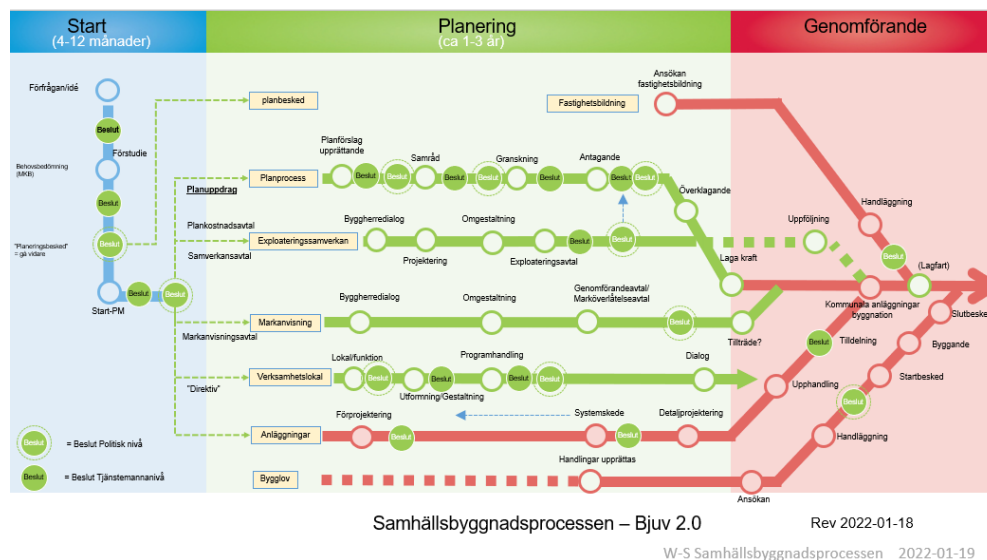 Start
(4-12 månader)
Planering
(ca 1-3 år)
Genomförande
Förfrågan/idé
Beslut
Förstudie
Behovsbedömning
(MKB)
Beslut
Beslut
"Planeringsbesked"
= gå vidare
Start-PM
Beslut
Beslut
Planuppdrag
Plankostnadsavtal
Samverkansavtal
Markanvisningsavtal
"Direktiv"
planbesked
Fastighetsbildning
Ansökan
fastighetsbildning
Planprocess
Planförslag
upprättande
Beslut
Beslut
Samråd
Beslut
Beslut
Granskning
Beslut
Antagande
Beslut
Beslut
Överklagande
Laga kraft
Exploateringssamverkan
Byggherredialog
Projektering
Omgestaltning
Exploateringsavtal
Beslut
Beslut
Uppföljning
Handläggning
Beslut
(Lagfart)
Markanvisning
Byggherredialog
Omgestaltning
Genomförandeavtal/
Marköverlåtelseavtal
Beslut
Tillträde?
Kommunala anläggningar
byggnation
Slutbesked
Verksamhetslokal
Lokal/funktion
Beslut
Utformning/Gestaltning
Beslut
Programhandling
Beslut
Beslut
Dialog
Beslut
Tilldelning
Byggande
Upphandling
Startbesked
Anläggningar
Förprojektering
Beslut
Systemskede
Beslut
Detaljprojektering
Beslut
Handläggning
Bygglov
Handlingar upprättas
Ansökan
Beslut
= Beslut Politisk nivå
Beslut
= Beslut Tjänstemannanivå
Samhällsbyggnadsprocessen – Bjuv 2.0
Rev 2022-01-18
W-S Samhällsbyggnadsprocessen 2022-01-19